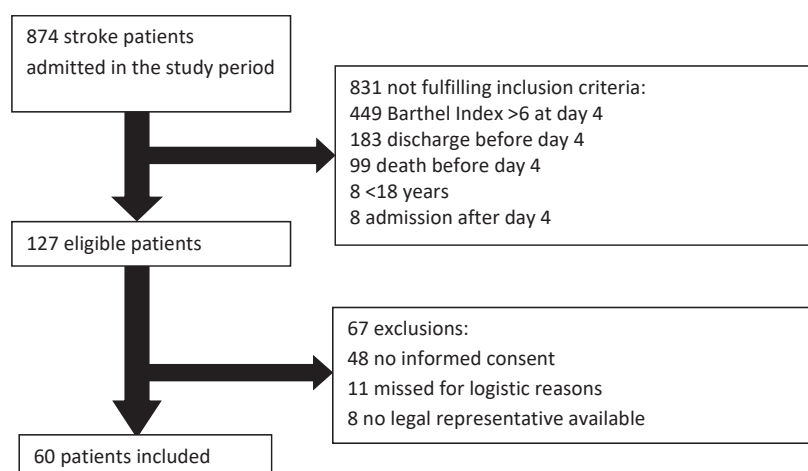 874 stroke patients
admitted in the study period
831 not fulfilling inclusion criteria:
449 Barthel Index >6 at day 4
183 discharge before day 4
99 death before day 4
8 <18 years
8 admission after day 4
127 eligible patients
67 exclusions:
48 no informed consent
11 missed for logistic reasons
8 no legal representative available
60 patients included